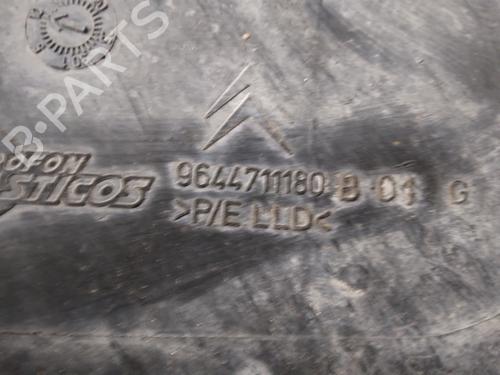 B-PARTS
9644711180 B 01 G
STICOS
>P/E LLD<